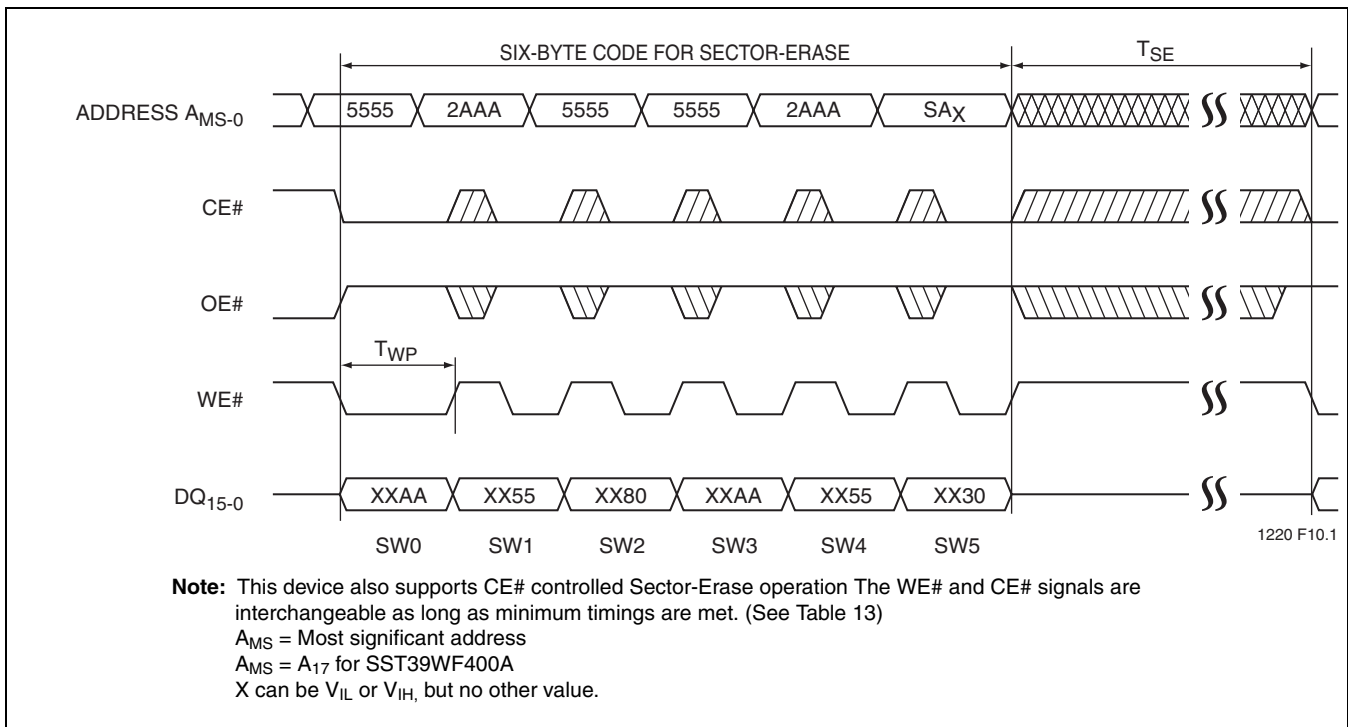 SIX-BYTE CODE FOR SECTOR-ERASE
TSE
ADDRESS AMS-0
5555 2AAA 5555 5555 2AAA SAX
CE#
OE#
TWP
WE#
DQ15-0
XXAA XX55 XX80 XXAA XX55 XX30
SW0 SW1 SW2 SW3 SW4 SW5
1220 F10.1
Note: This device also supports CE# controlled Sector-Erase operation The WE# and CE# signals are
interchangeable as long as minimum timings are met. (See Table 13)
AMS = Most significant address
AMS = A17 for SST39WF400A
X can be VIL or VIH, but no other value.